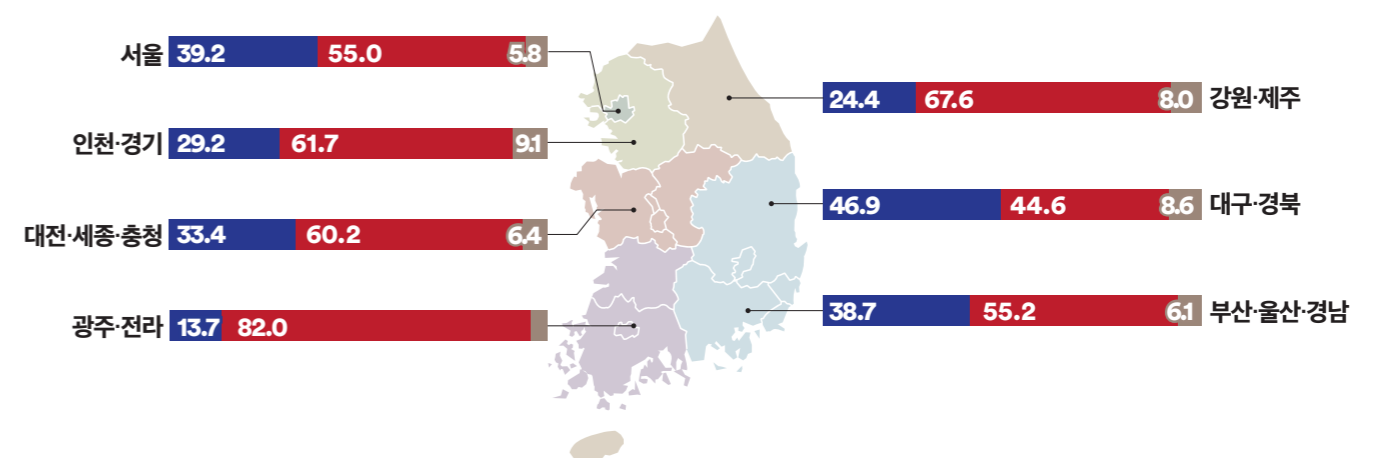 서울 39.2 55.0 5.8
인천·경기 29.2 61.7 9.1
대전·세종·충청 33.4 60.2 6.4
광주·전라 13.7 82.0
24.4 67.6 8.0 강원·제주
46.9 44.6 8.6 대구·경북
38.7 55.2 6.1 부산·울산·경남